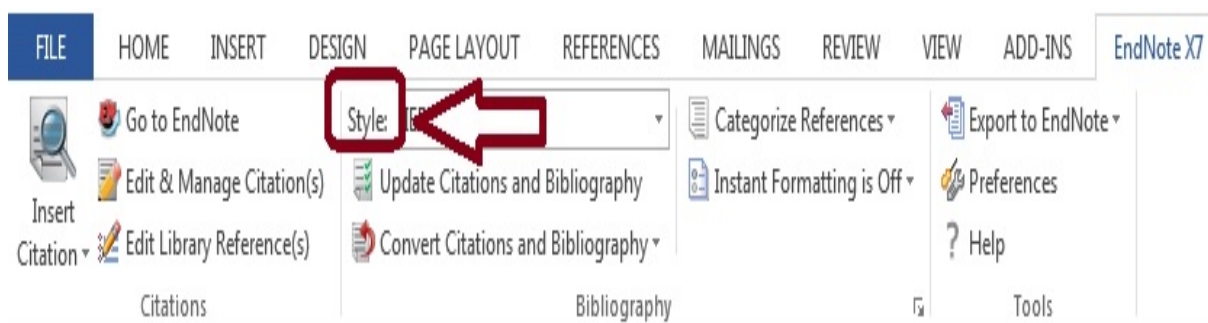 FILE HOME INSERT DESIGN PAGE LAYOUT REFERENCES MAILINGS REVIEW VIEW ADD-INS EndNote X7
Go to EndNote Style: Categorize References Export to EndNote
Edit & Manage Citation(s) Update Citations and Bibliography Instant Formatting is Off Preferences
Insert
Citation Edit Library Reference(s) Convert Citations and Bibliography ? Help
Citations Bibliography Tools